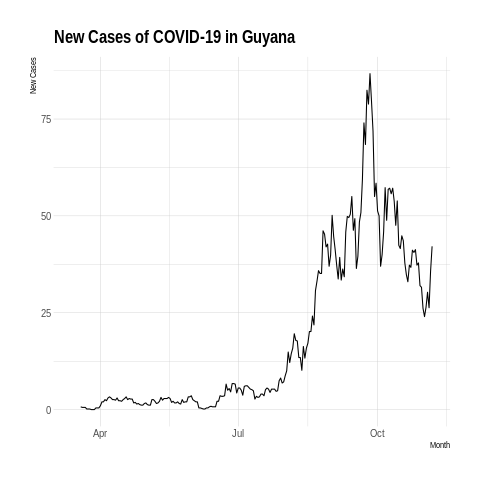 New Cases of COVID-19 in Guyana
New Cases
75
50
25
0
Apr
Jul
Oct
Month